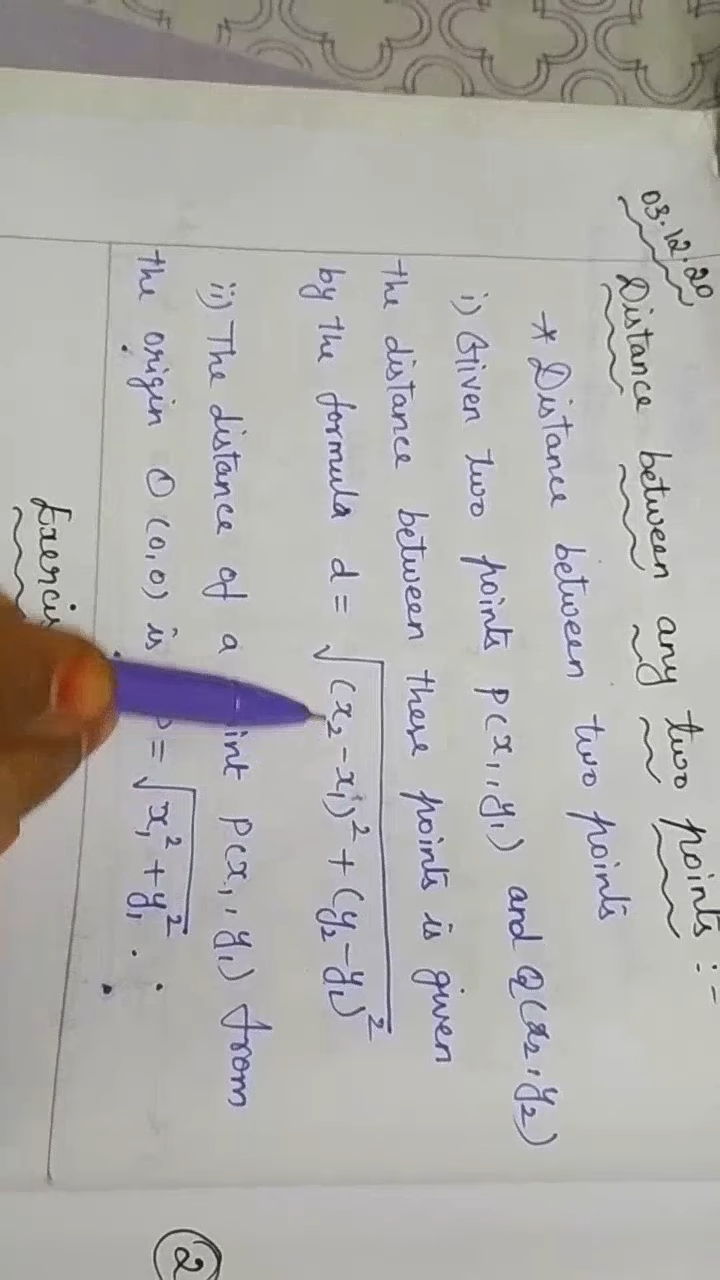 03.12.20
Distance between any two points :-
* Distance between two points
i) Given two points P(x₁, y₁) and Q(x₂, y₂)
the distance between these points is given
by the formula d = √(x₂ - x₁)² + (y₂ - y₁)²
ii) The distance of a P(x₁, y₁) from
the origin O(0,0) is = √x₁² + y₁².
2